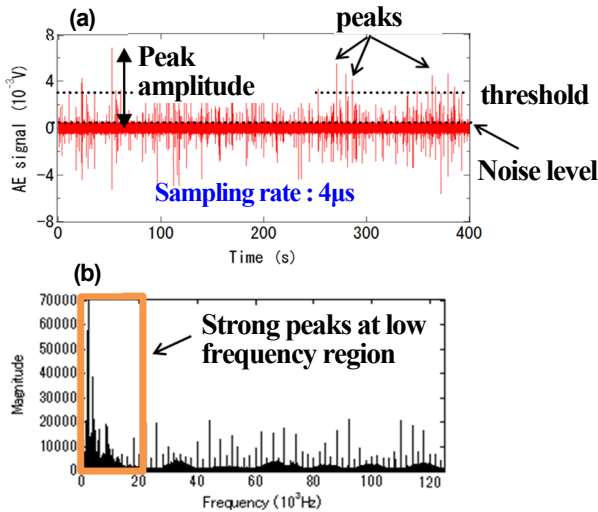 (a)
peaks
8
Peak
amplitude
4
threshold
0
Noise level
-4
Sampling rate : 4μs
-8
AE signal (10⁻³V)
0 100 200 300 400
Time (s)
(b)
70000
60000
50000
40000
30000
20000
10000
0
Strong peaks at low
frequency region
Magnitude
0 20 40 60 80 100 120
Frequency (10³Hz)